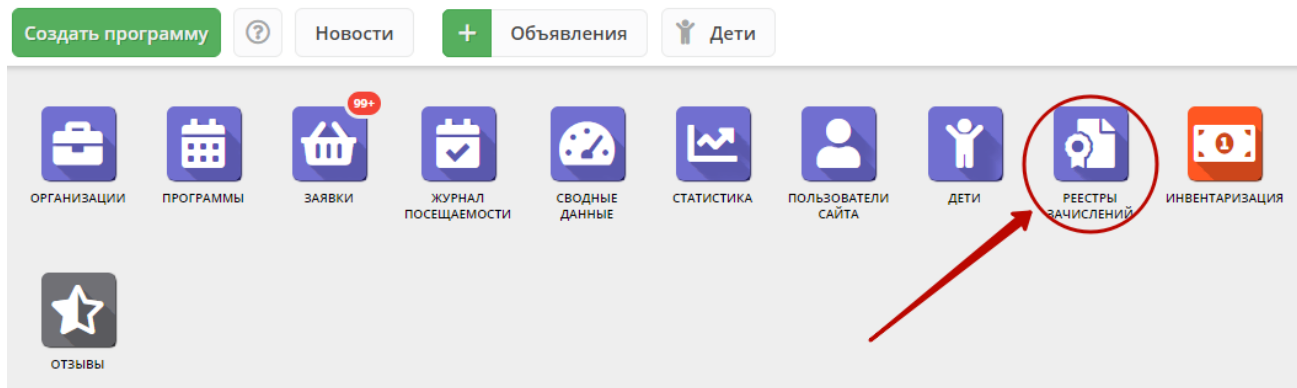 Создать программу ? Новости + Объявления Дети
99+
ОРГАНИЗАЦИИ ПРОГРАММЫ ЗАЯВКИ ЖУРНАЛ СВОДНЫЕ СТАТИСТИКА ПОЛЬЗОВАТЕЛИ ДЕТИ РЕЕСТРЫ ИНВЕНТАРИЗАЦИЯ
ПОСЕЩАЕМОСТИ ДАННЫЕ САЙТА ЗАЧИСЛЕНИЙ
1
ОТЗЫВЫ